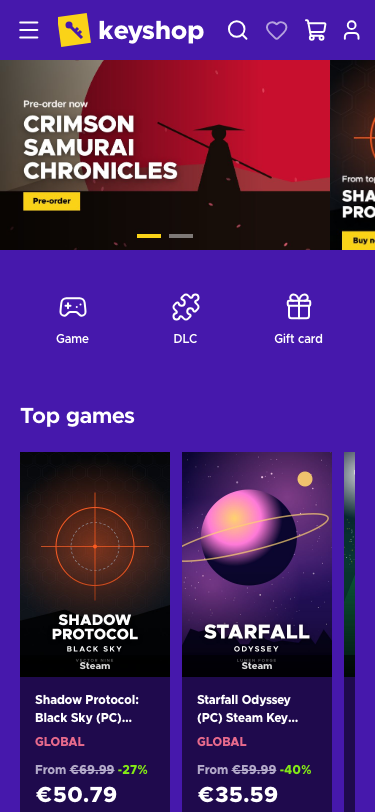 keyshop
Pre-order now
CRIMSON
SAMURAI
CHRONICLES
Pre-order
From top
SHA
PRO
Buy n
Game
DLC
Gift card
Top games
SHADOW
PROTOCOL
BLACK SKY
Steam
STARFALL
ODYSSEY
Steam
Shadow Protocol:
Black Sky (PC)...
GLOBAL
From €69.99 -27%
€50.79
Starfall Odyssey
(PC) Steam Key...
GLOBAL
From €59.99 -40%
€35.59